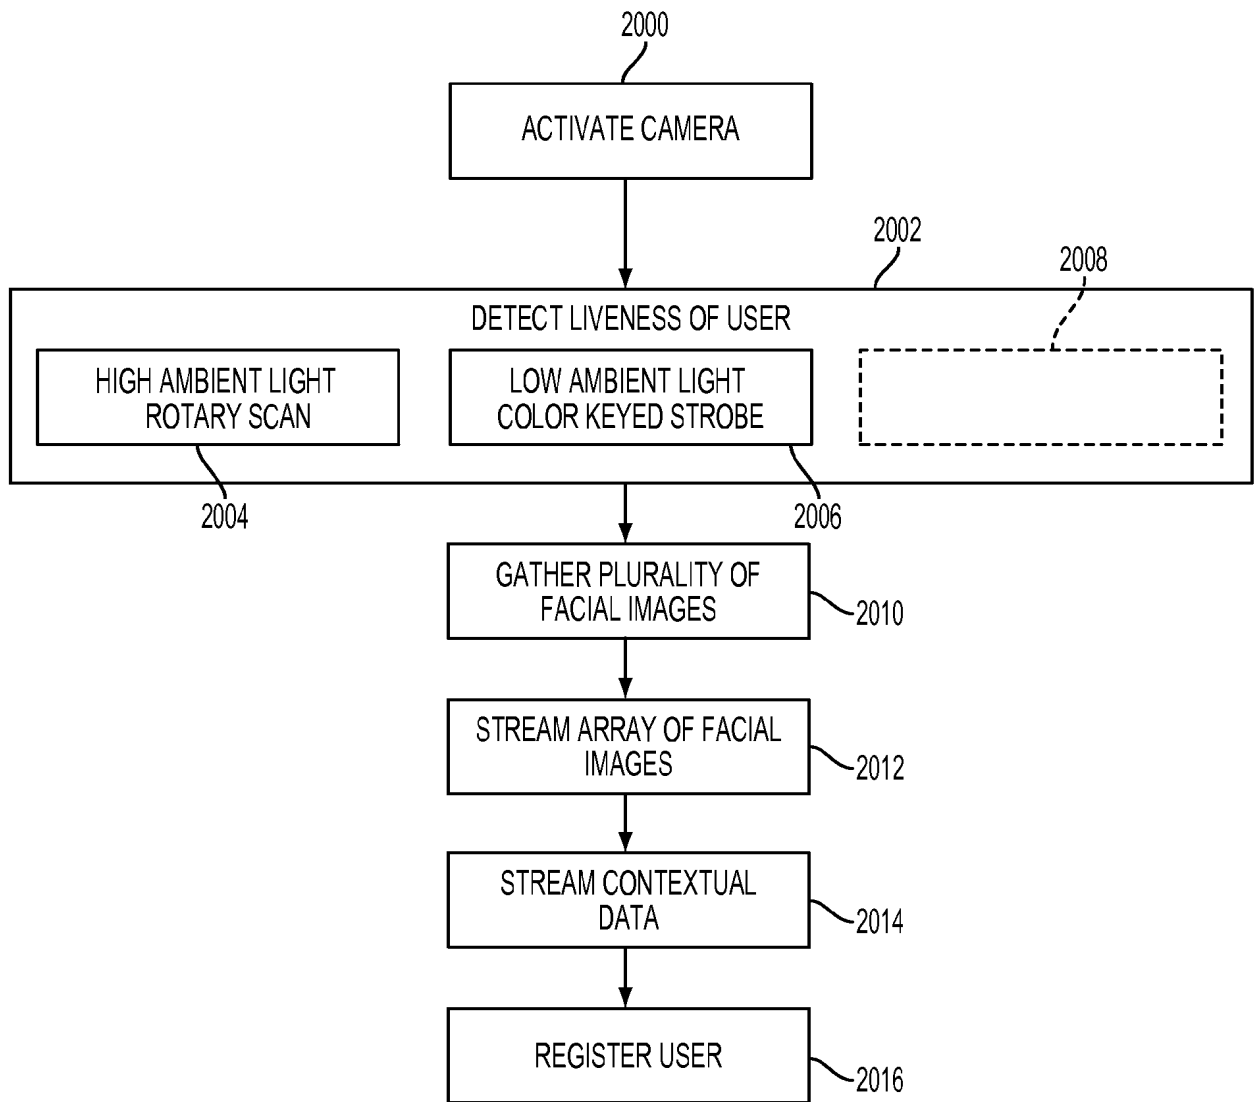 2000
ACTIVATE CAMERA
2002
2008
DETECT LIVENESS OF USER
HIGH AMBIENT LIGHT
ROTARY SCAN
LOW AMBIENT LIGHT
COLOR KEYED STROBE
2004
2006
GATHER PLURALITY OF
FACIAL IMAGES
2010
STREAM ARRAY OF FACIAL
IMAGES
2012
STREAM CONTEXTUAL
DATA
2014
REGISTER USER
2016